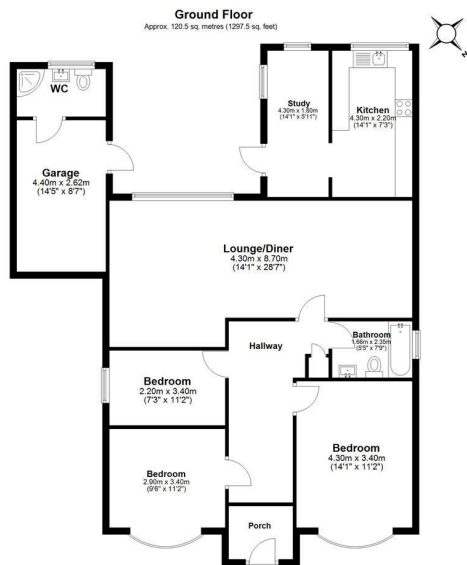 Ground Floor
Approx. 120.5 sq. metres (1297.5 sq. feet)
N
WC
Study
4.30m x 1.80m
(14'1" x 5'11")
Kitchen
4.30m x 2.20m
(14'1" x 7'3")
Garage
4.40m x 2.62m
(14'5" x 8'7")
Lounge/Diner
4.30m x 8.70m
(14'1" x 28'7")
Hallway
Bathroom
1.66m x 2.35m
(5'5" x 7'9")
Bedroom
2.20m x 3.40m
(7'3" x 11'2")
Bedroom
2.90m x 3.40m
(9'6" x 11'2")
Bedroom
4.30m x 3.40m
(14'1" x 11'2")
Porch